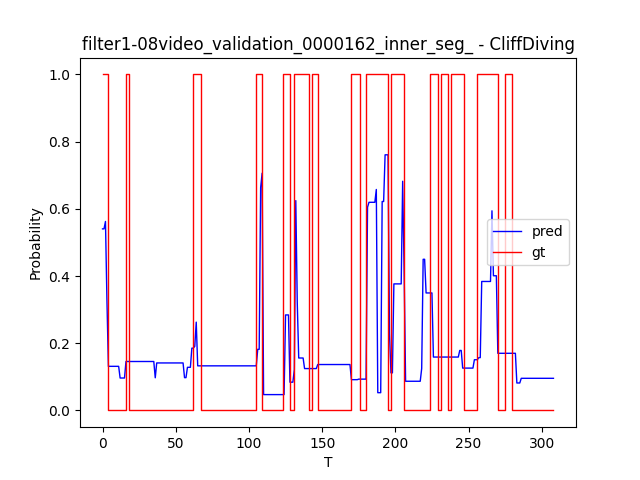 filter1-08video_validation_0000162_inner_seg_ - CliffDiving
1.0
0.8
0.6
0.4
0.2
0.0
Probability
pred
gt
0 50 100 150 200 250 300
T